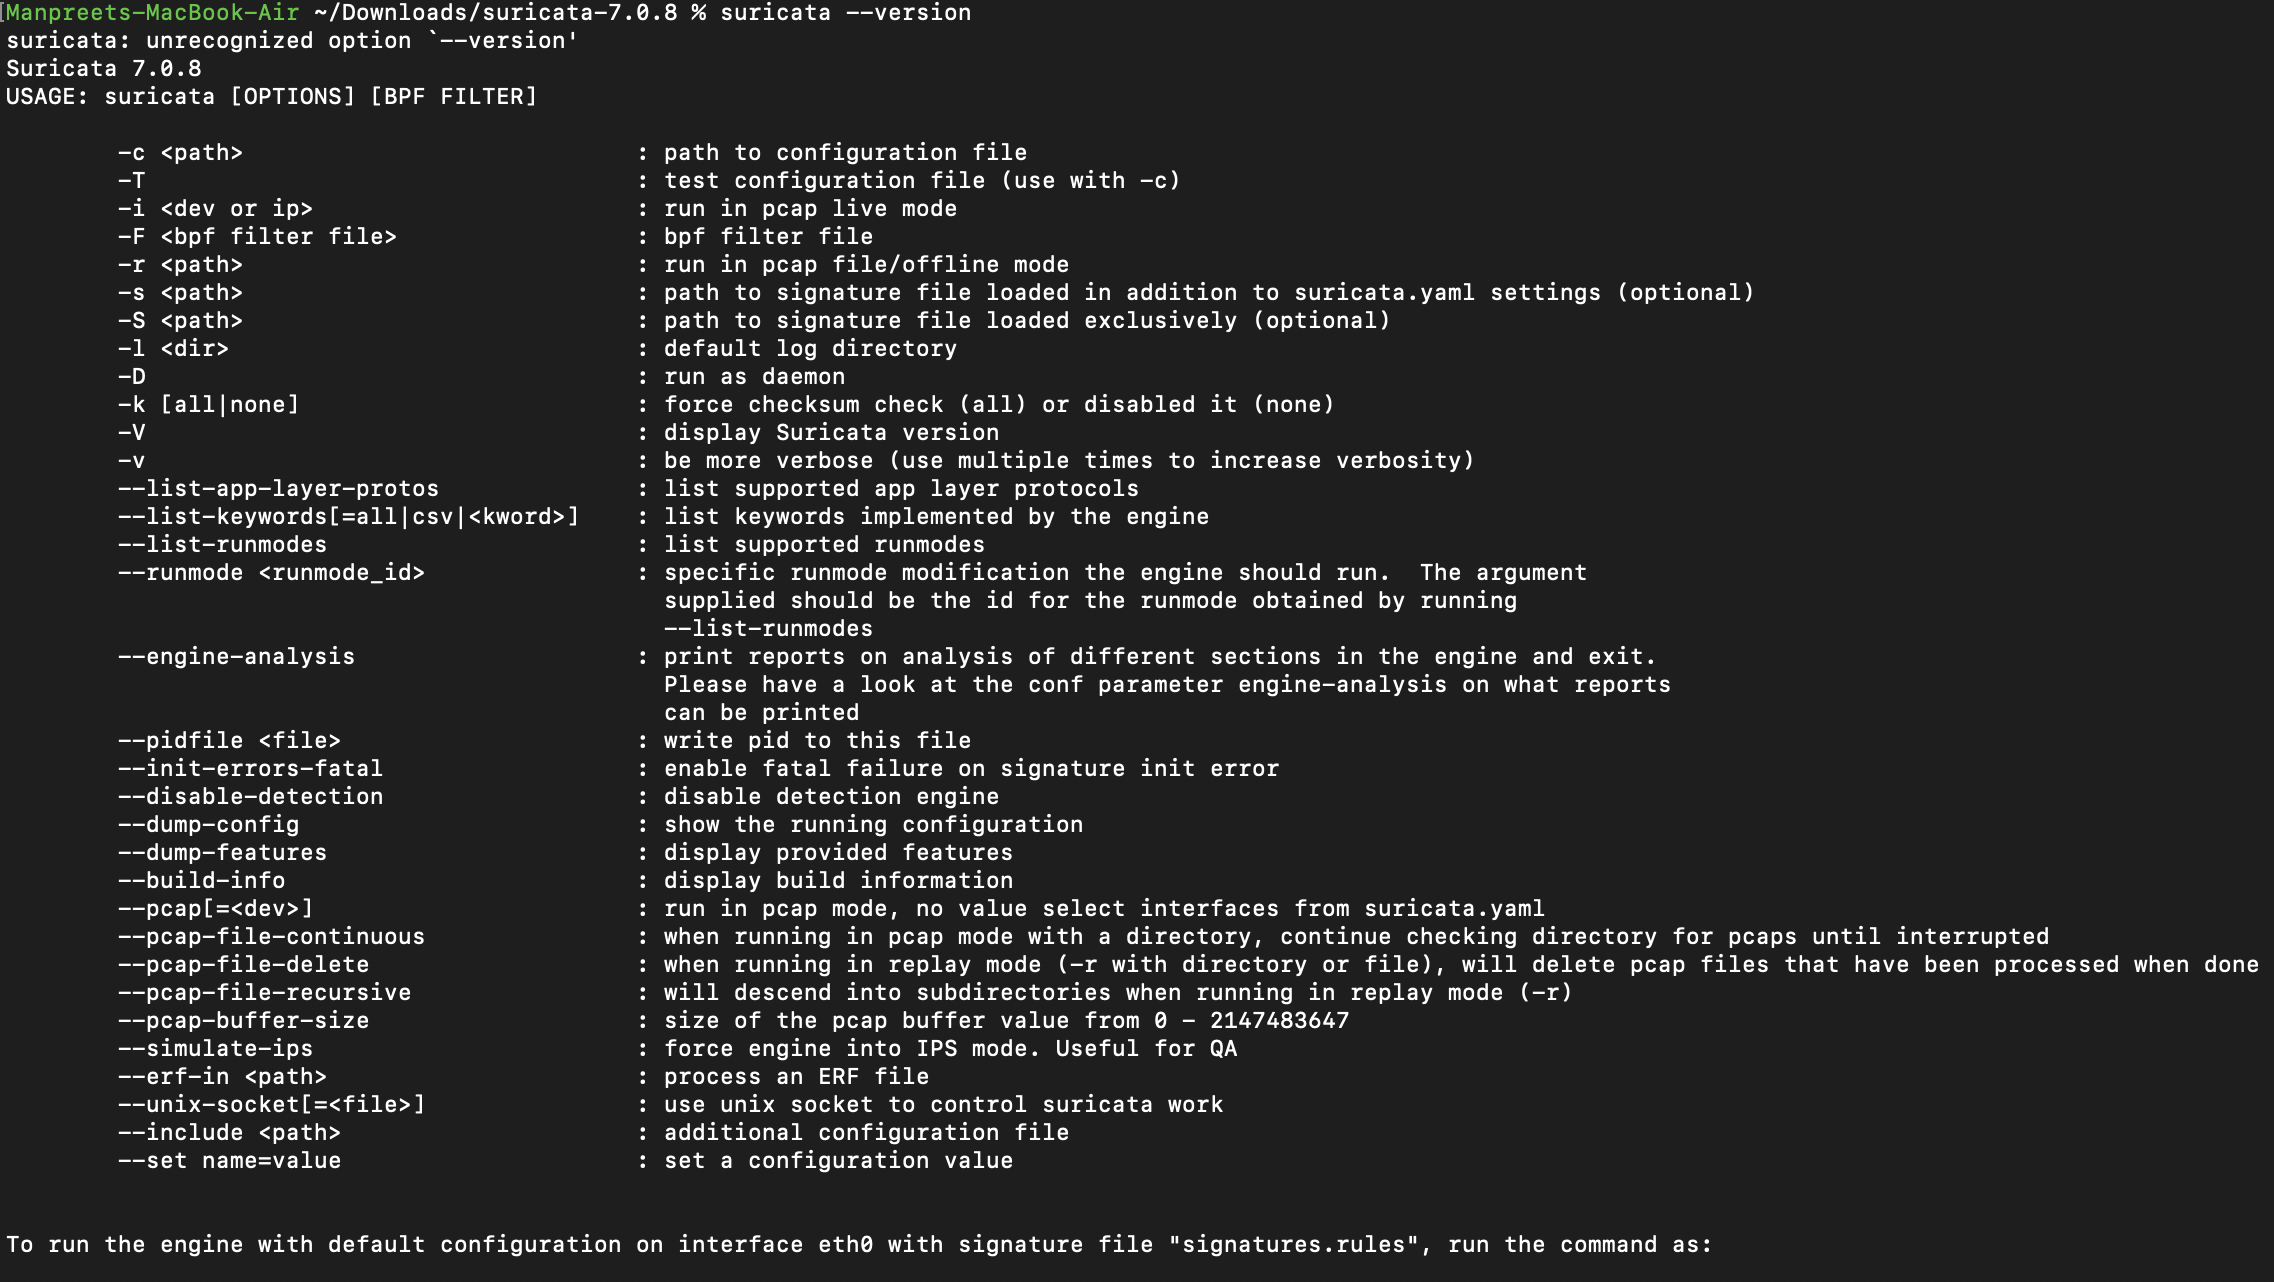 [Manpreets-MacBook-Air ~/Downloads/suricata-7.0.8 % suricata --version
suricata: unrecognized option `--version'
Suricata 7.0.8
USAGE: suricata [OPTIONS] [BPF FILTER]
-c <path> : path to configuration file
-T : test configuration file (use with -c)
-i <dev or ip> : run in pcap live mode
-F <bpf filter file> : bpf filter file
-r <path> : run in pcap file/offline mode
-s <path> : path to signature file loaded in addition to suricata.yaml settings (optional)
-S <path> : path to signature file loaded exclusively (optional)
-l <dir> : default log directory
-D : run as daemon
-k [all|none] : force checksum check (all) or disabled it (none)
-V : display Suricata version
-v : be more verbose (use multiple times to increase verbosity)
--list-app-layer-protos : list supported app layer protocols
--list-keywords[=all|csv|<kword>] : list keywords implemented by the engine
--list-runmodes : list supported runmodes
--runmode <runmode_id> : specific runmode modification the engine should run.  The argument
supplied should be the id for the runmode obtained by running
--list-runmodes
--engine-analysis : print reports on analysis of different sections in the engine and exit.
Please have a look at the conf parameter engine-analysis on what reports
can be printed
--pidfile <file> : write pid to this file
--init-errors-fatal : enable fatal failure on signature init error
--disable-detection : disable detection engine
--dump-config : show the running configuration
--dump-features : display provided features
--build-info : display build information
--pcap[=<dev>] : run in pcap mode, no value select interfaces from suricata.yaml
--pcap-file-continuous : when running in pcap mode with a directory, continue checking directory for pcaps until interrupted
--pcap-file-delete : when running in replay mode (-r with directory or file), will delete pcap files that have been processed when done
--pcap-file-recursive : will descend into subdirectories when running in replay mode (-r)
--pcap-buffer-size : size of the pcap buffer value from 0 - 2147483647
--simulate-ips : force engine into IPS mode. Useful for QA
--erf-in <path> : process an ERF file
--unix-socket[=<file>] : use unix socket to control suricata work
--include <path> : additional configuration file
--set name=value : set a configuration value
To run the engine with default configuration on interface eth0 with signature file "signatures.rules", run the command as: